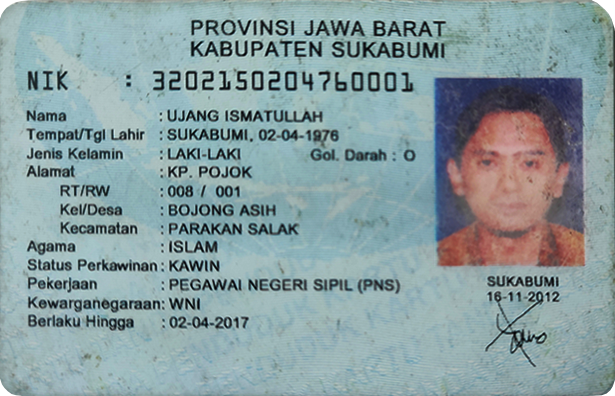 PROVINSI JAWA BARAT
KABUPATEN SUKABUMI
NIK : 3202150204760001
Nama : UJANG ISMATULLAH
Tempat/Tgl Lahir : SUKABUMI, 02-04-1976
Jenis Kelamin : LAKI-LAKI Gol. Darah : O
Alamat : KP. POJOK
RT/RW : 008 / 001
Kel/Desa : BOJONG ASIH
Kecamatan : PARAKAN SALAK
Agama : ISLAM
Status Perkawinan : KAWIN
Pekerjaan : PEGAWAI NEGERI SIPIL (PNS)
Kewarganegaraan : WNI
Berlaku Hingga : 02-04-2017
SUKABUMI
16-11-2012